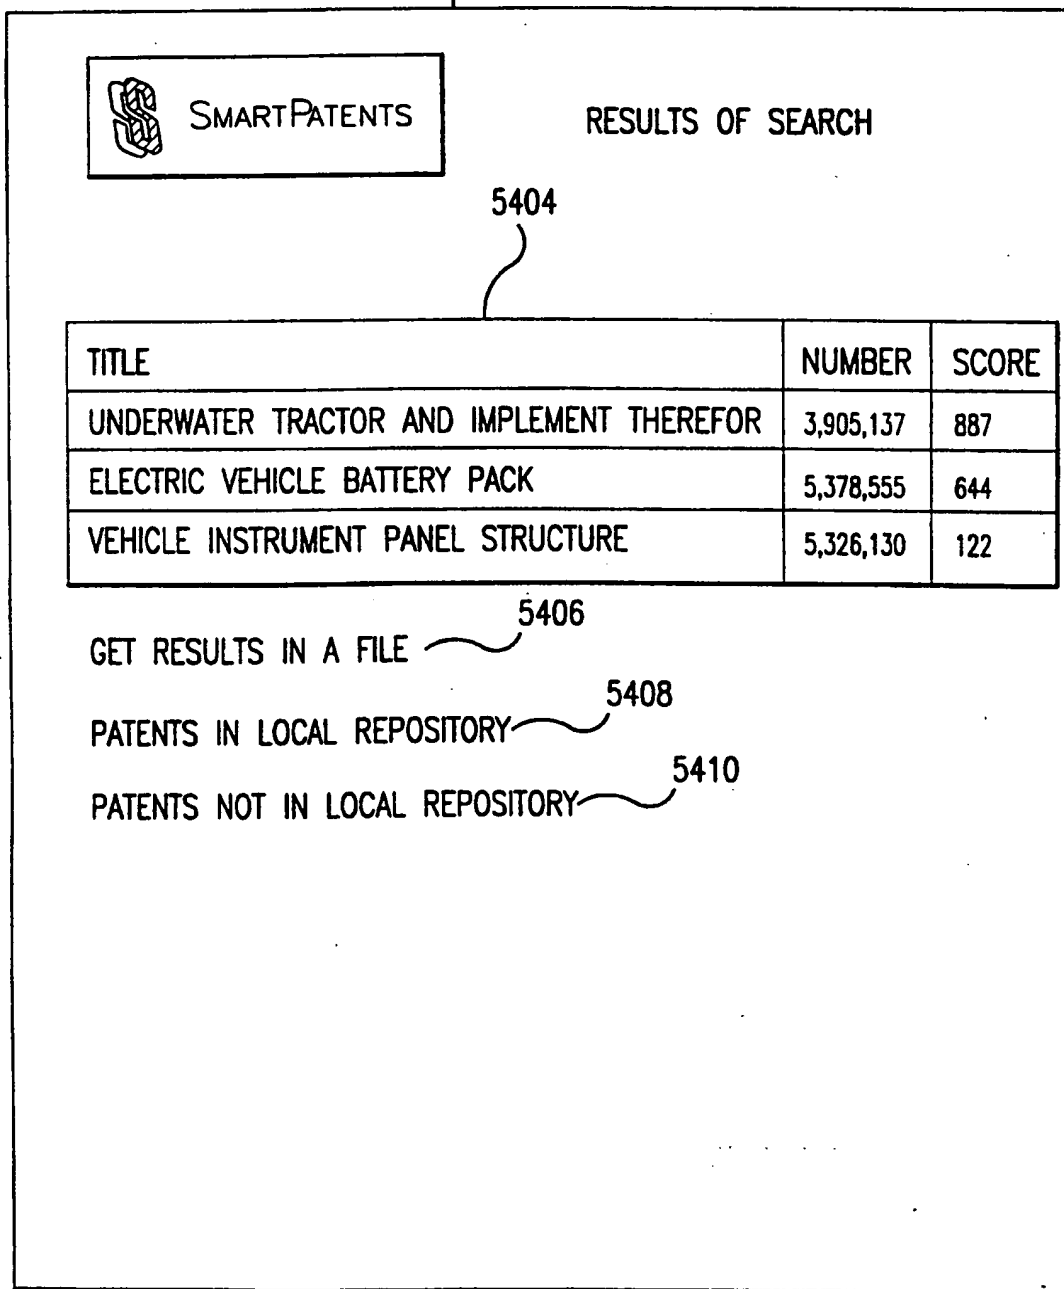 SMARTPATENTS
RESULTS OF SEARCH
5404
TITLE NUMBER SCORE
UNDERWATER TRACTOR AND IMPLEMENT THEREFOR 3,905,137 887
ELECTRIC VEHICLE BATTERY PACK 5,378,555 644
VEHICLE INSTRUMENT PANEL STRUCTURE 5,326,130 122
5406
GET RESULTS IN A FILE
5408
PATENTS IN LOCAL REPOSITORY
5410
PATENTS NOT IN LOCAL REPOSITORY